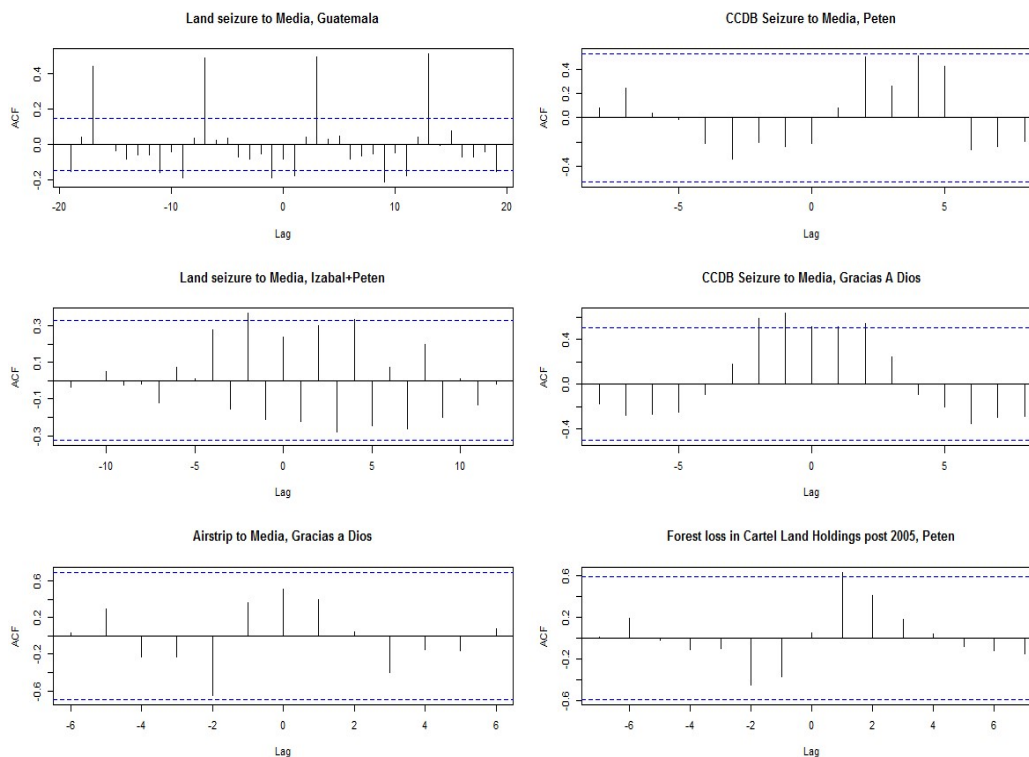 Land seizure to Media, Guatemala
ACF
-0.2 0.0 0.2 0.4
-20 -10 0 10 20
Lag
CCDB Seizure to Media, Peten
ACF
-0.4 0.0 0.2 0.4
-5 0 5
Lag
Land seizure to Media, Izabal+Peten
ACF
-0.3 -0.1 0.1 0.3
-10 -5 0 5 10
Lag
CCDB Seizure to Media, Gracias A Dios
ACF
-0.4 0.0 0.4
-5 0 5
Lag
Airstrip to Media, Gracias a Dios
ACF
-0.6 -0.2 0.2 0.6
-6 -4 -2 0 2 4 6
Lag
Forest loss in Cartel Land Holdings post 2005, Peten
ACF
-0.6 -0.2 0.2 0.6
-6 -4 -2 0 2 4 6
Lag